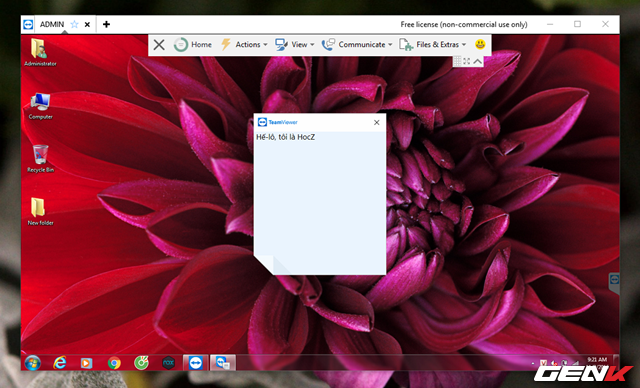 ADMIN
Free license (non-commercial use only)
Home
Actions
View
Communicate
Files & Extras
Administrator
Computer
Recycle Bin
New folder
TeamViewer
Hế-lô, tôi là HocZ
9:21 AM
GENK